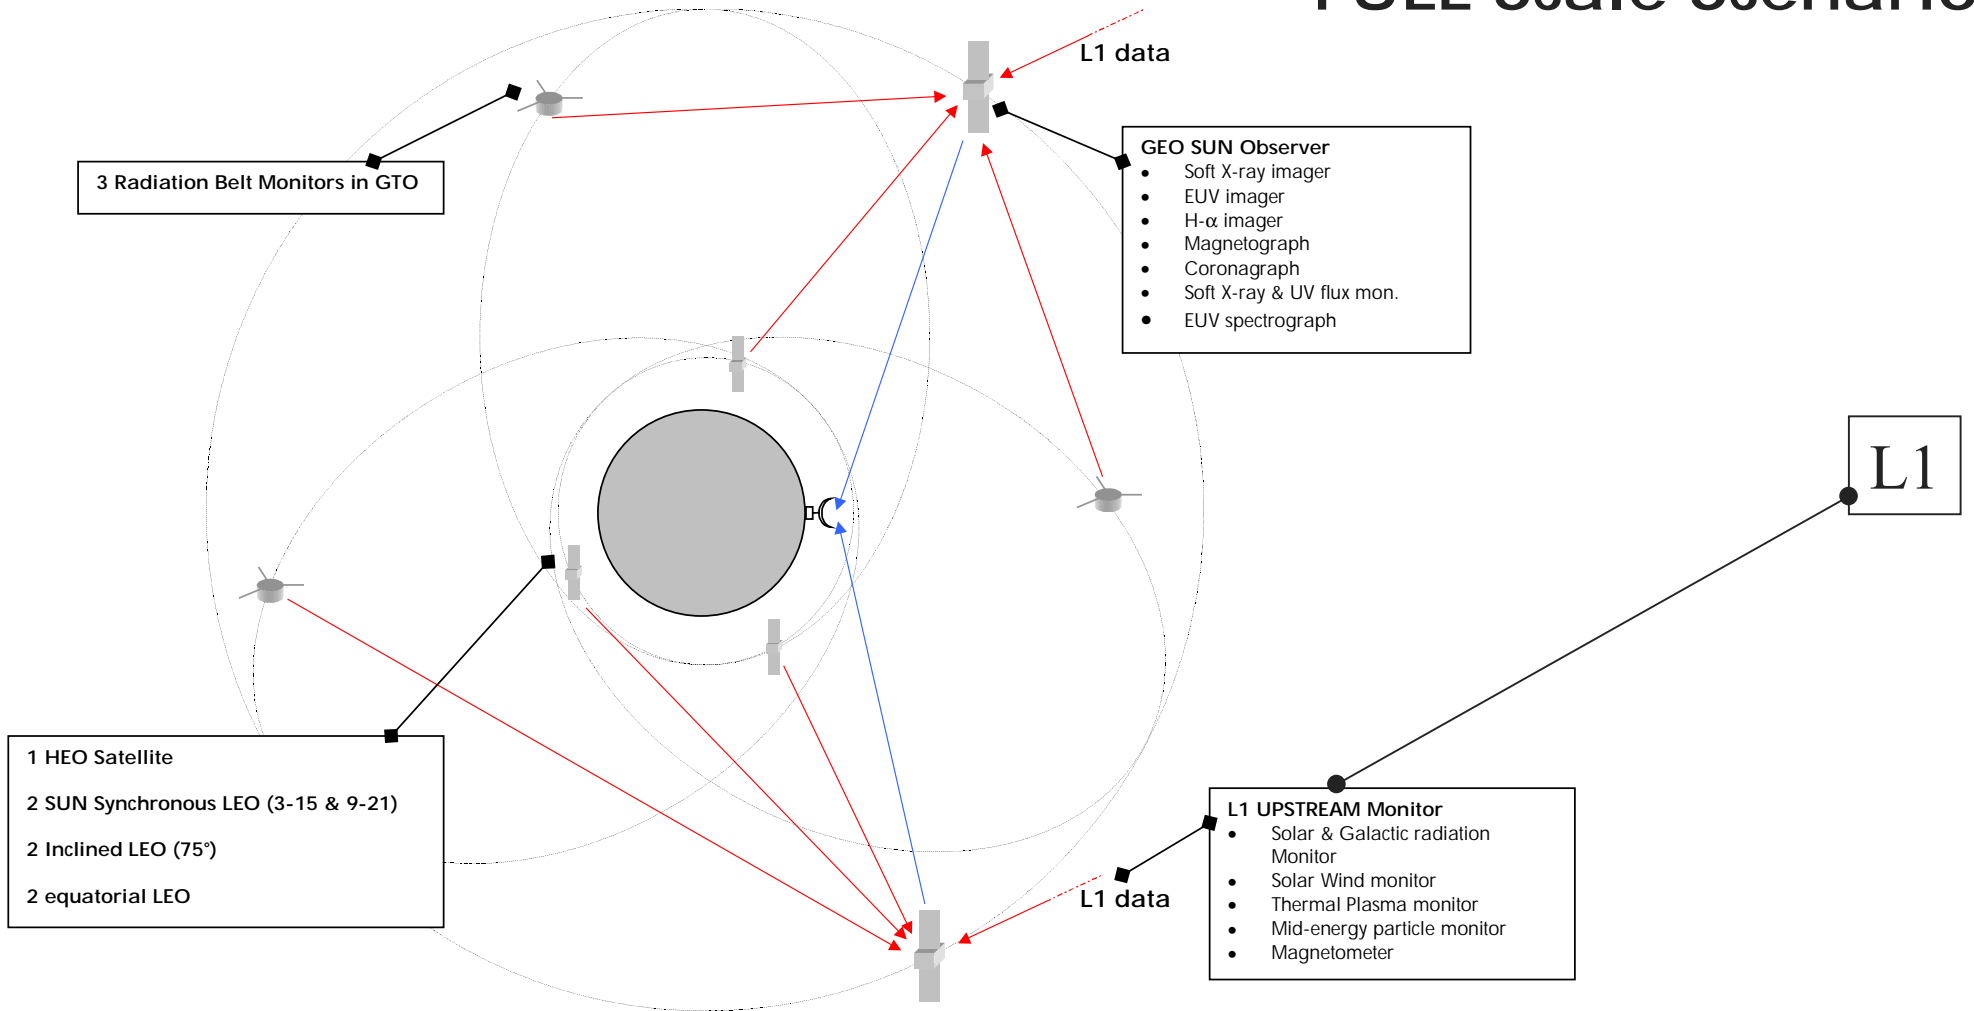 L1 data
3 Radiation Belt Monitors in GTO
GEO SUN Observer
• Soft X-ray imager
• EUV imager
• H-α imager
• Magnetograph
• Coronagraph
• Soft X-ray & UV flux mon.
• EUV spectrograph
L1
1 HEO Satellite
2 SUN Synchronous LEO (3-15 & 9-21)
2 Inclined LEO (75°)
2 equatorial LEO
L1 UPSTREAM Monitor
• Solar & Galactic radiation
Monitor
• Solar Wind monitor
• Thermal Plasma monitor
• Mid-energy particle monitor
• Magnetometer
L1 data